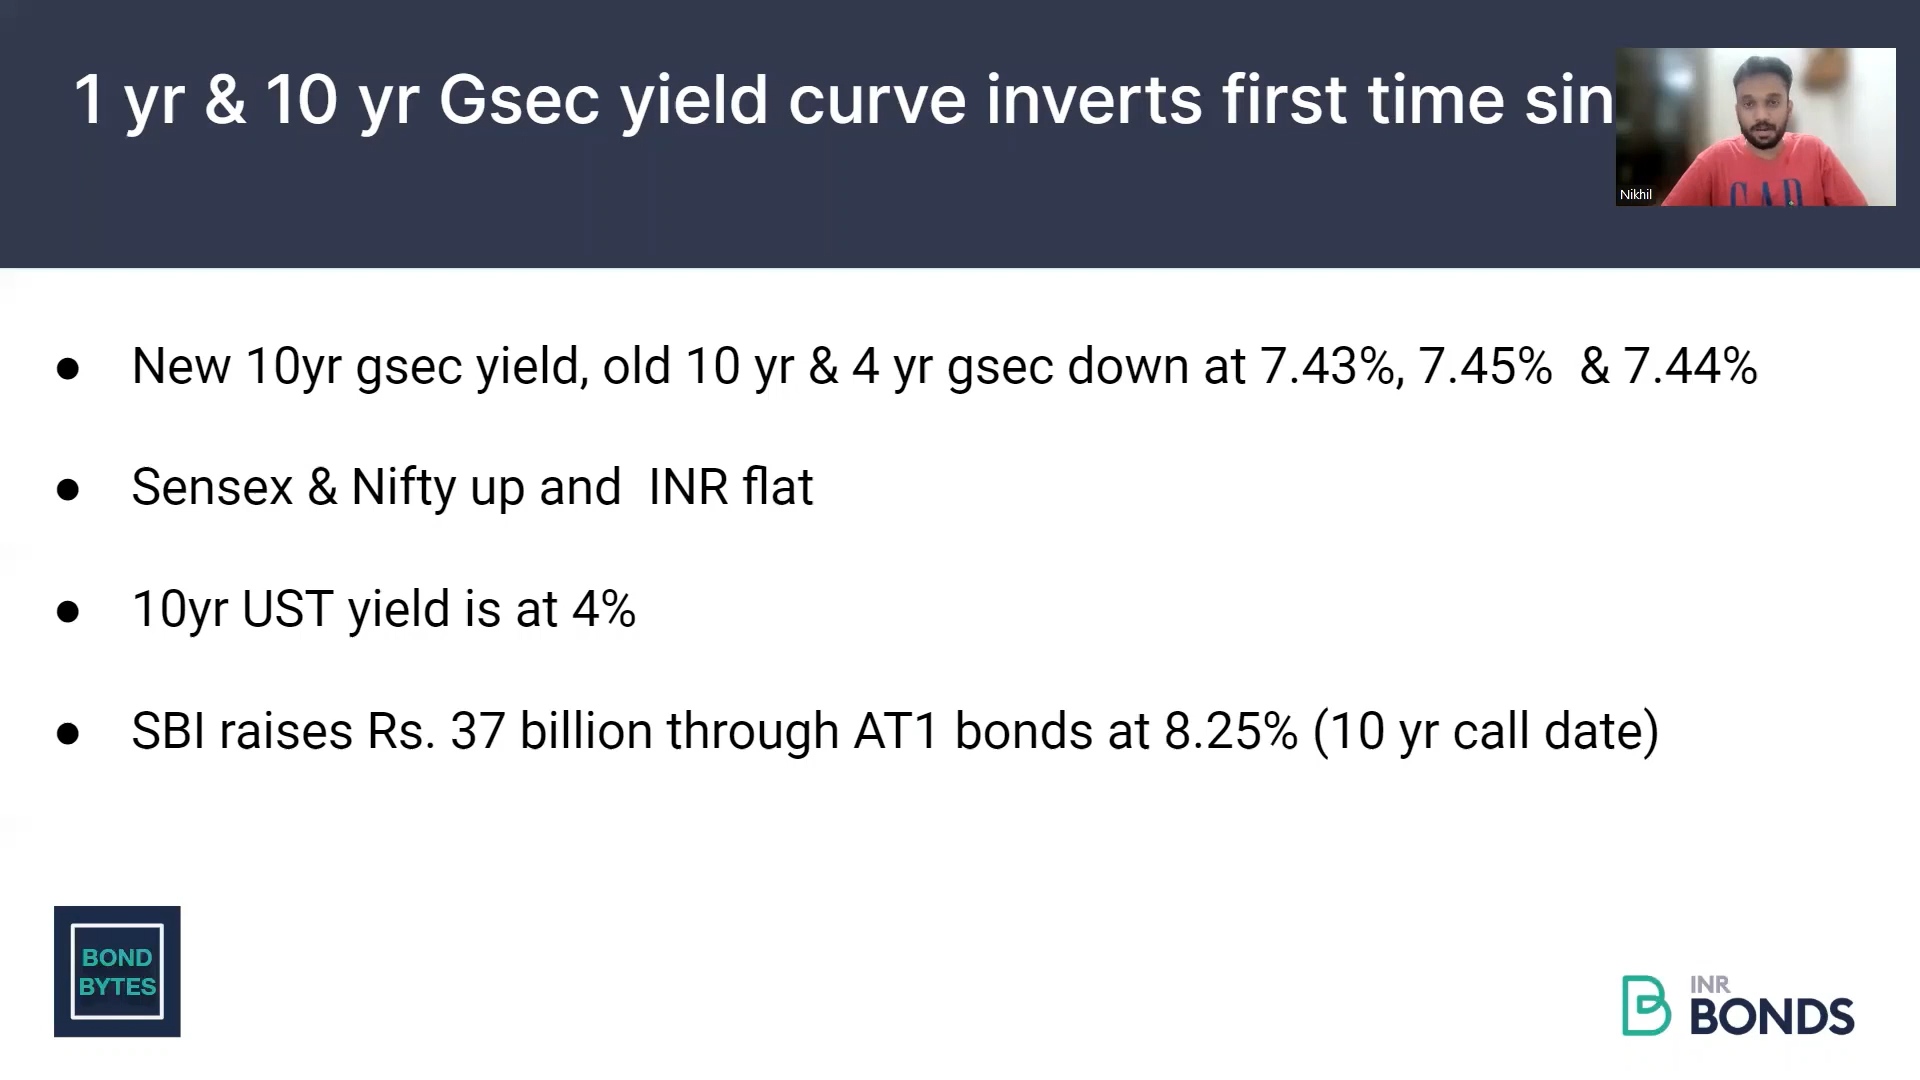 1 yr & 10 yr Gsec yield curve inverts first time sin
Nikhil
GAP
● New 10yr gsec yield, old 10 yr & 4 yr gsec down at 7.43%, 7.45%  & 7.44%
● Sensex & Nifty up and  INR flat
● 10yr UST yield is at 4%
● SBI raises Rs. 37 billion through AT1 bonds at 8.25% (10 yr call date)
BOND
BYTES
INR
BONDS